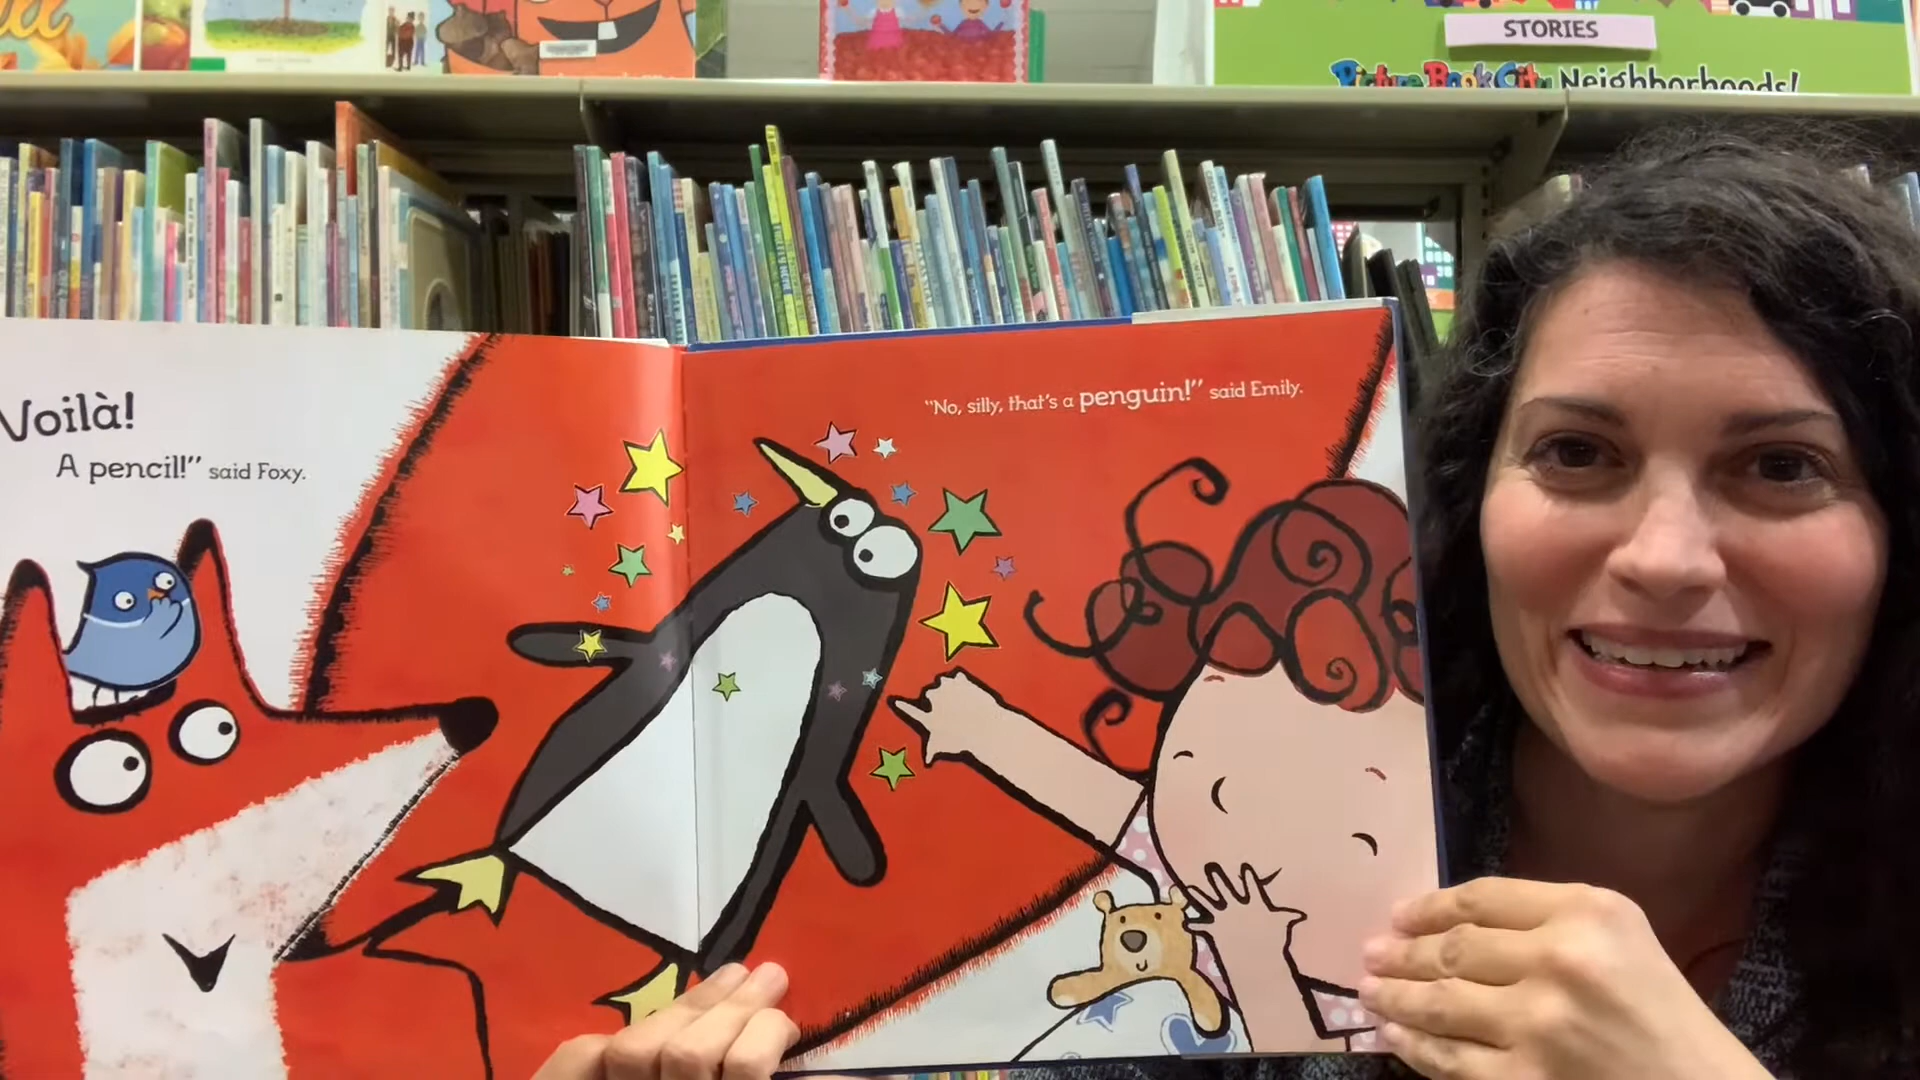 STORIES
Picture Book City Neighborhoods!
Voilà!
A pencil!" said Foxy.
"No, silly, that's a penguin!" said Emily.